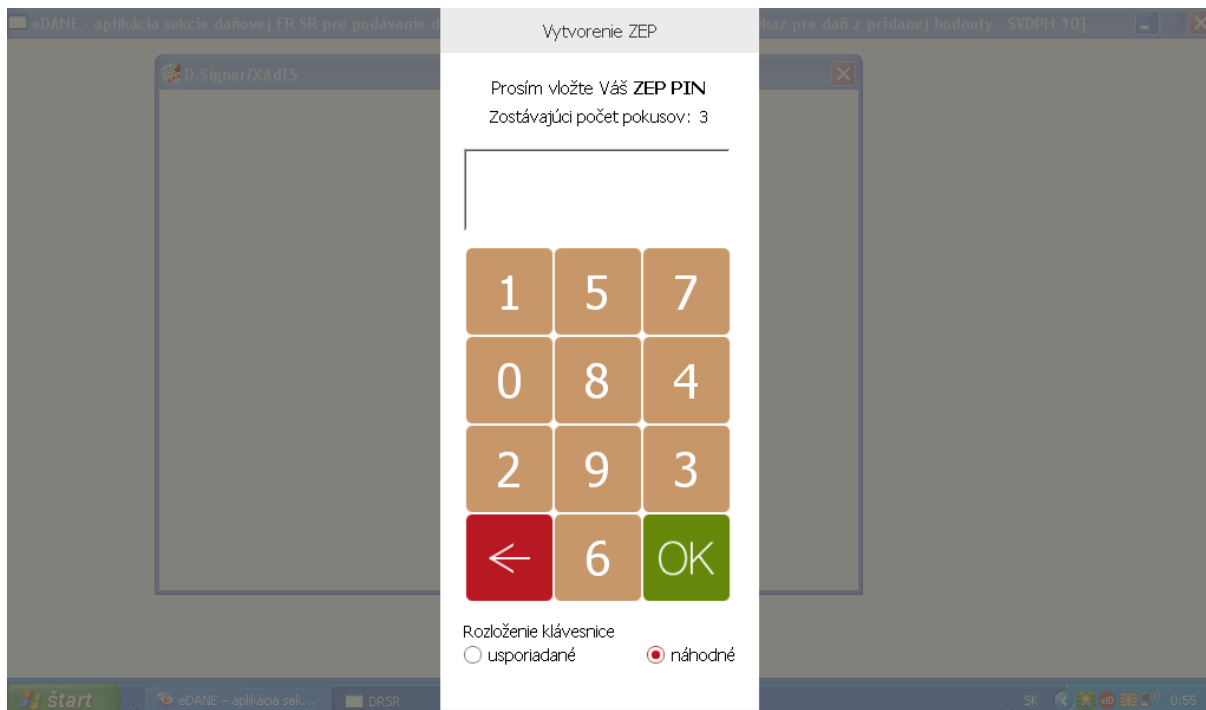 eDANE - aplikácia sekcie daňovej FR SR pre podávanie d
kaz pre daň z pridanej hodnoty - SVDPH-10]
Vytvorenie ZEP
D.Signer/XAdES
Prosím vložte Váš ZEP PIN
Zostávajúci počet pokusov: 3
1 5 7
0 8 4
2 9 3
← 6 OK
Rozloženie klávesnice
usporiadané náhodné
štart eDANE – aplikácia sek... DRSR SK eID 0:55